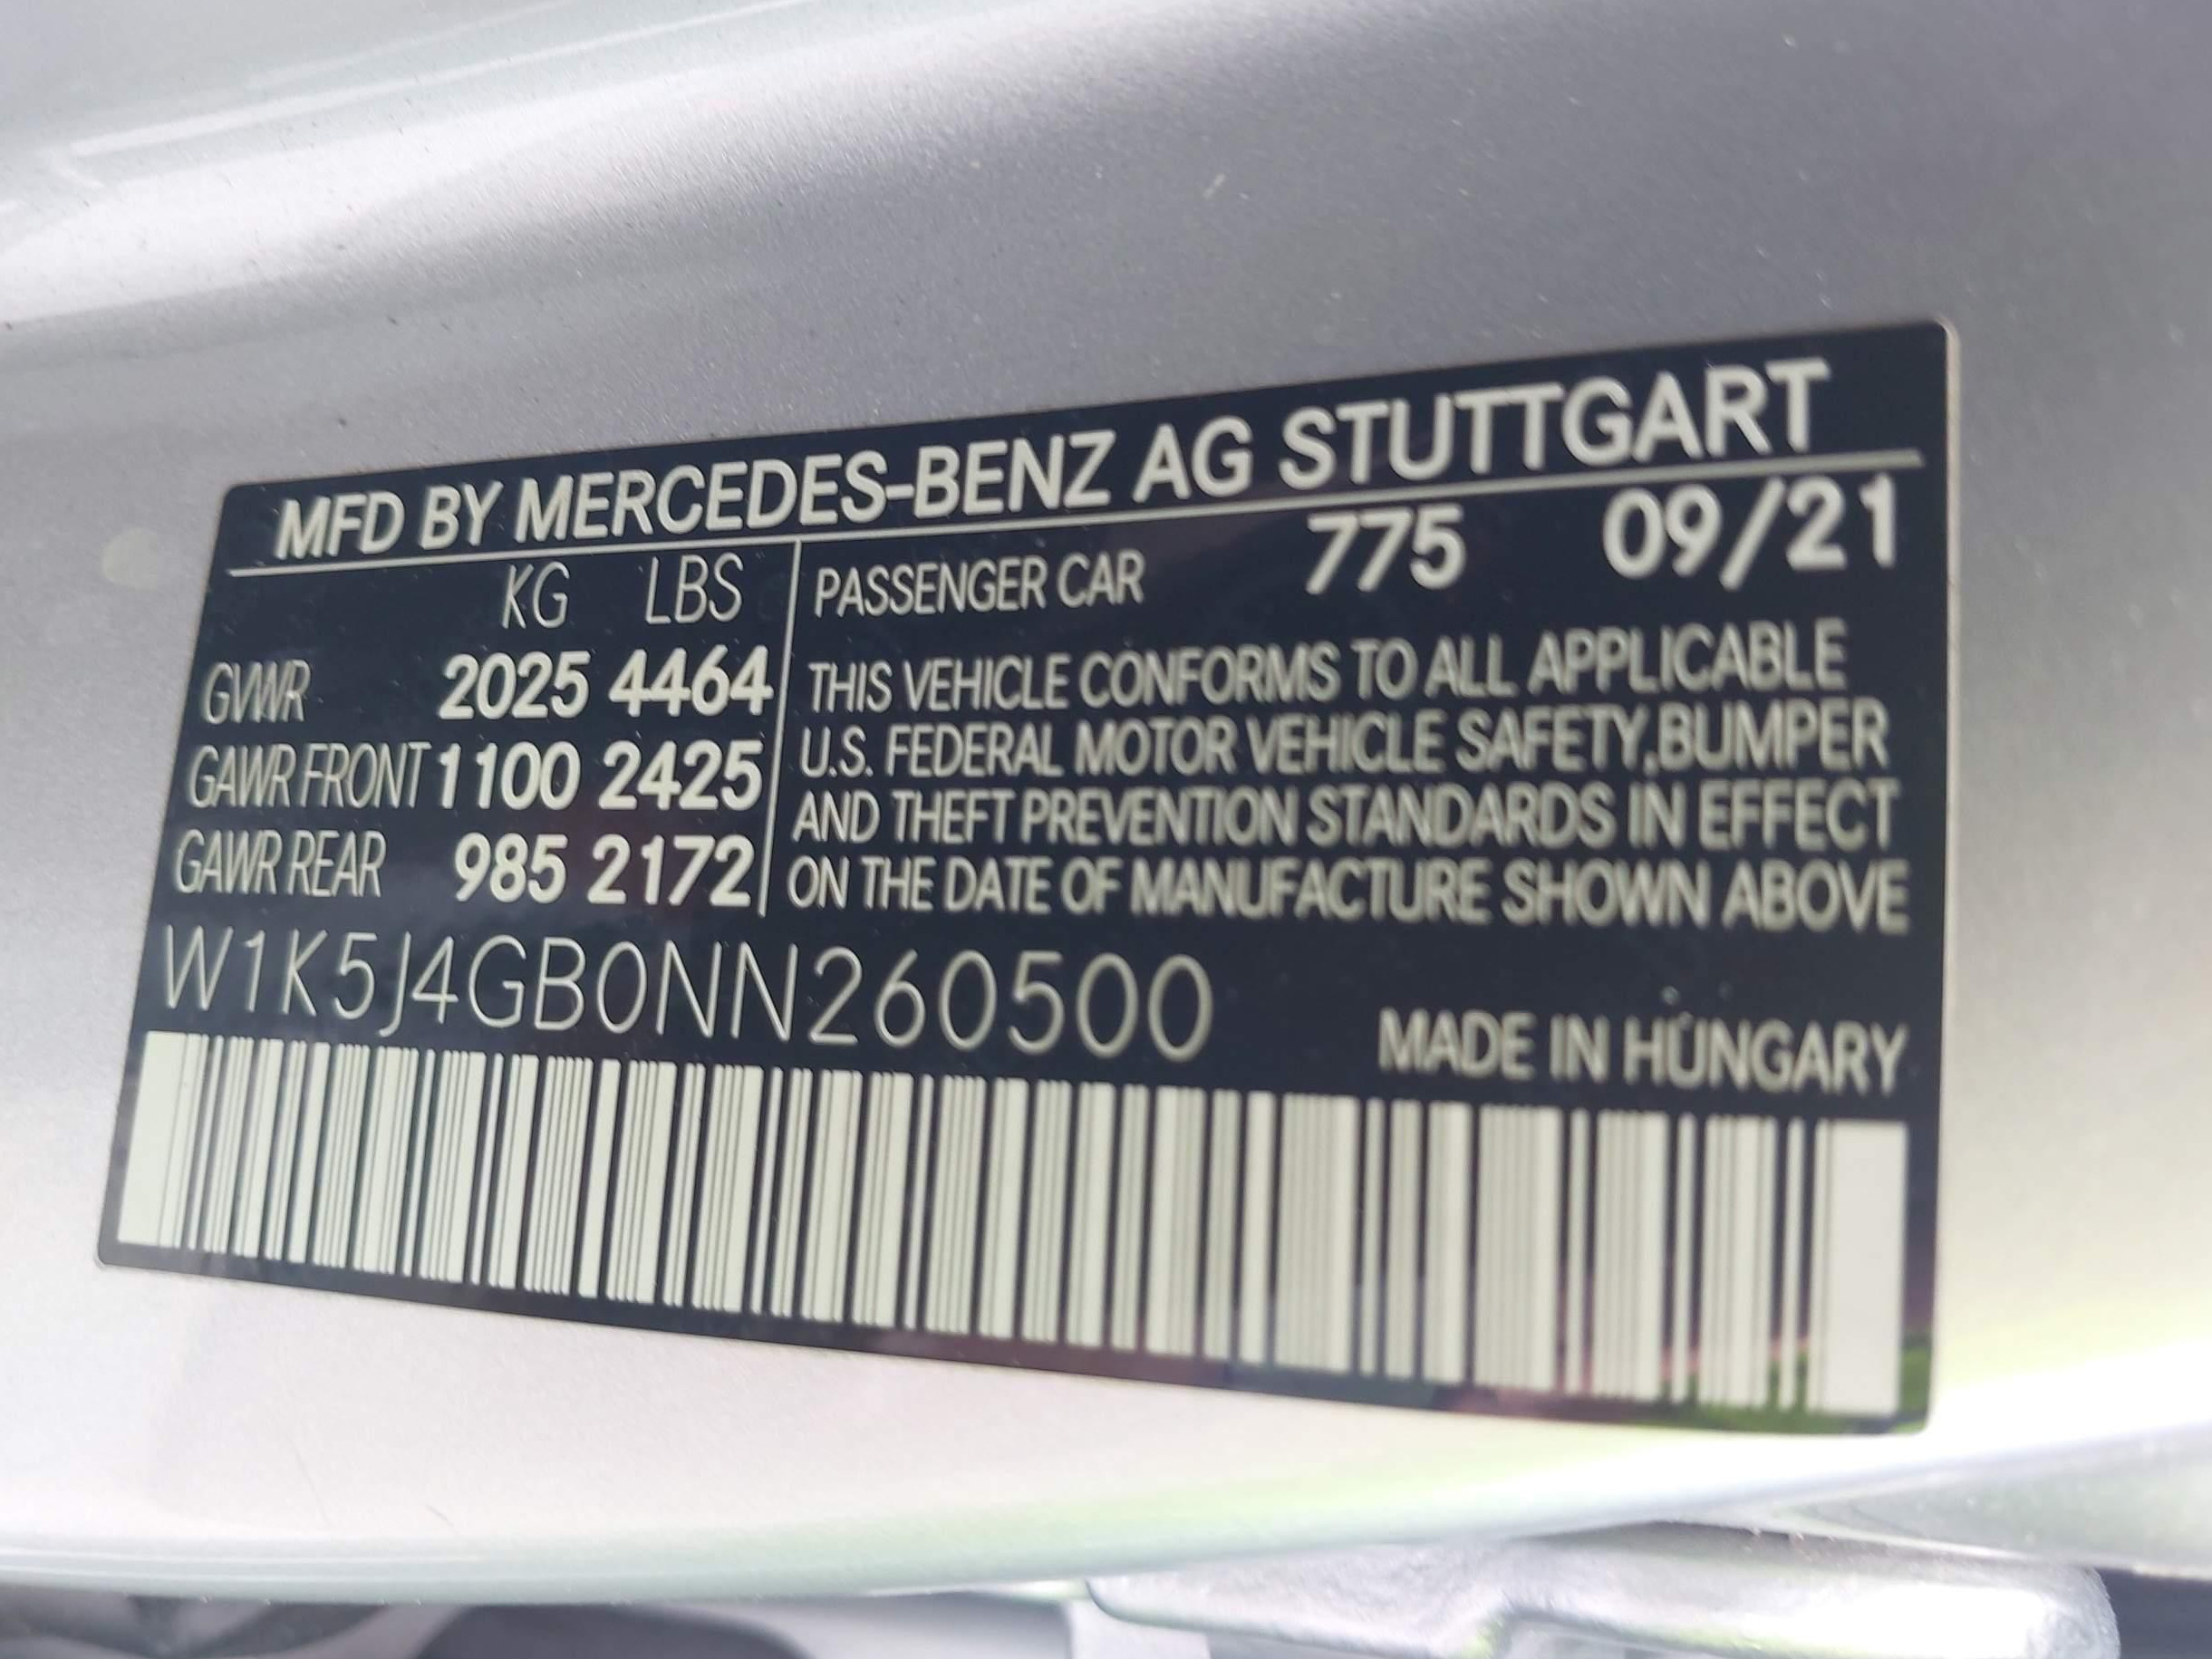 MFD BY MERCEDES-BENZ AG STUTTGART
KG LBS
GVWR 2025 4464
GAWR FRONT 1100 2425
GAWR REAR 985 2172
PASSENGER CAR 775 09/21
THIS VEHICLE CONFORMS TO ALL APPLICABLE
U.S. FEDERAL MOTOR VEHICLE SAFETY,BUMPER
AND THEFT PREVENTION STANDARDS IN EFFECT
ON THE DATE OF MANUFACTURE SHOWN ABOVE
W1K5J4GB0NN260500
MADE IN HUNGARY